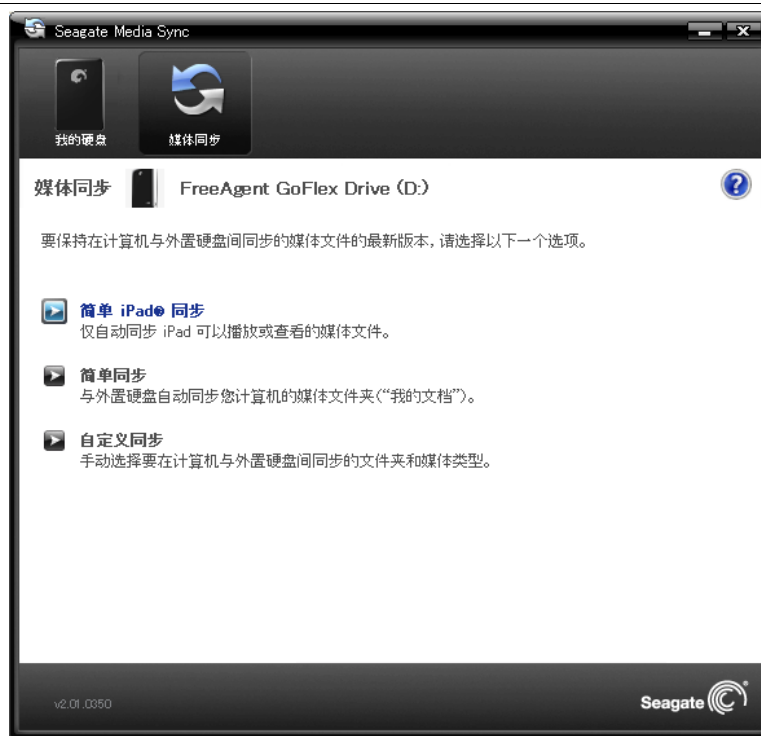 Seagate Media Sync
我的硬盘
媒体同步
媒体同步 FreeAgent GoFlex Drive (D:)
要保持在计算机与外置硬盘间同步的媒体文件的最新版本,请选择以下一个选项。
简单 iPad® 同步
仅自动同步 iPad 可以播放或查看的媒体文件。
简单同步
与外置硬盘自动同步您计算机的媒体文件夹(“我的文档”)。
自定义同步
手动选择要在计算机与外置硬盘间同步的文件夹和媒体类型。
v2.01.0350
Seagate